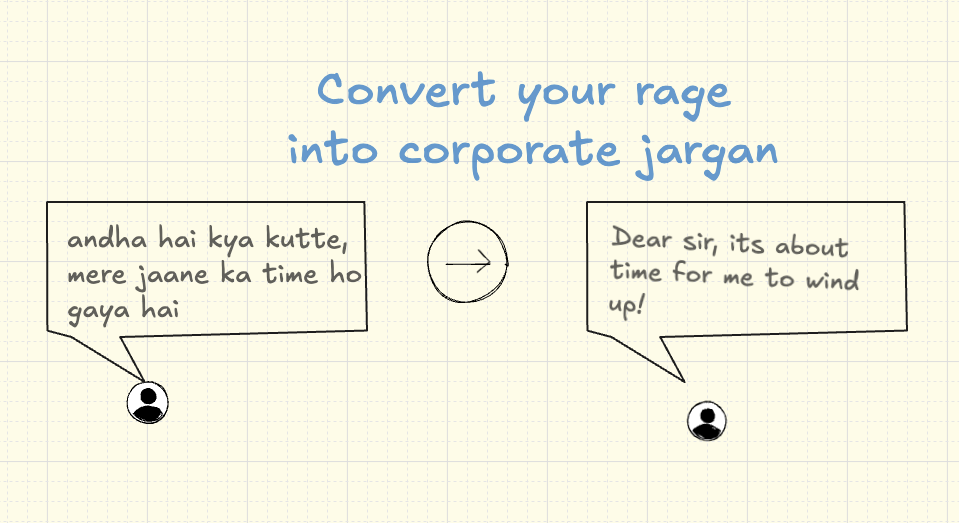 Convert your rage
into corporate jargan
andha hai kya kutte,
mere jaane ka time ho
gaya hai
Dear sir, its about
time for me to wind
up!